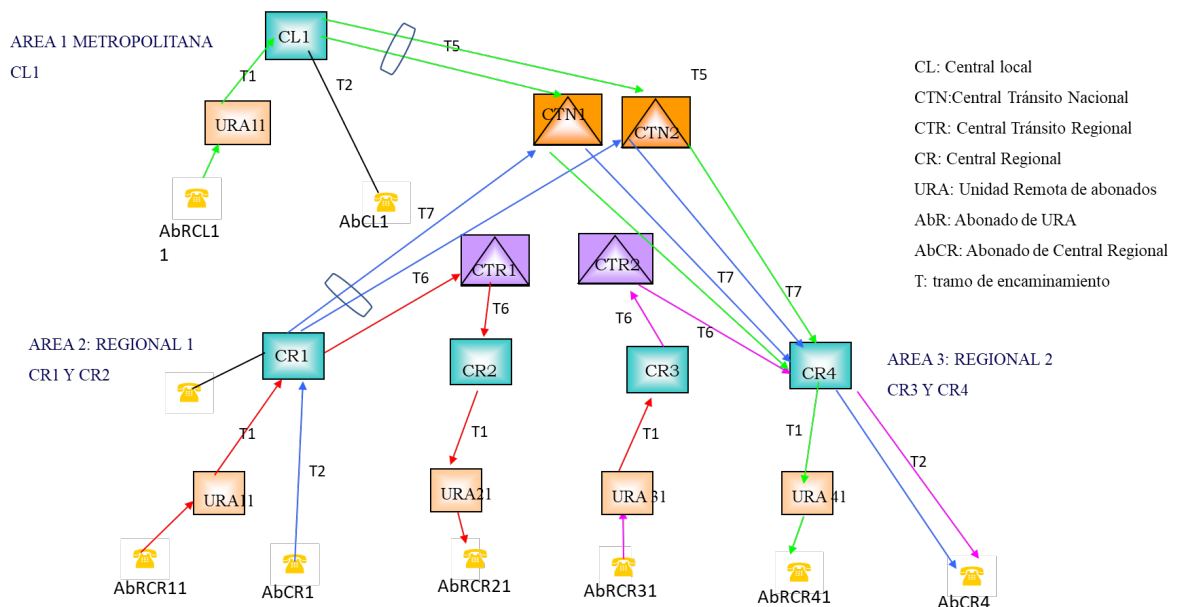 AREA 1 METROPOLITANA
CL1
CL1
T1
T2
T5
T5
URA11
CTN1
CTN2
AbRCL1
1
AbCL1
CL: Central local
CTN:Central Tránsito Nacional
CTR: Central Tránsito Regional
CR: Central Regional
URA: Unidad Remota de abonados
AbR: Abonado de URA
AbCR: Abonado de Central Regional
T: tramo de encaminamiento
T7
CTR1
CTR2
T6
T6
T6
T6
T7
T7
AREA 2: REGIONAL 1
CR1 Y CR2
CR1
CR2
CR3
CR4
AREA 3: REGIONAL 2
CR3 Y CR4
T1
T2
T1
T1
T1
T2
URA11
URA21
URA 31
URA 41
AbRCR11
AbCR1
AbRCR21
AbRCR31
AbRCR41
AbCR4